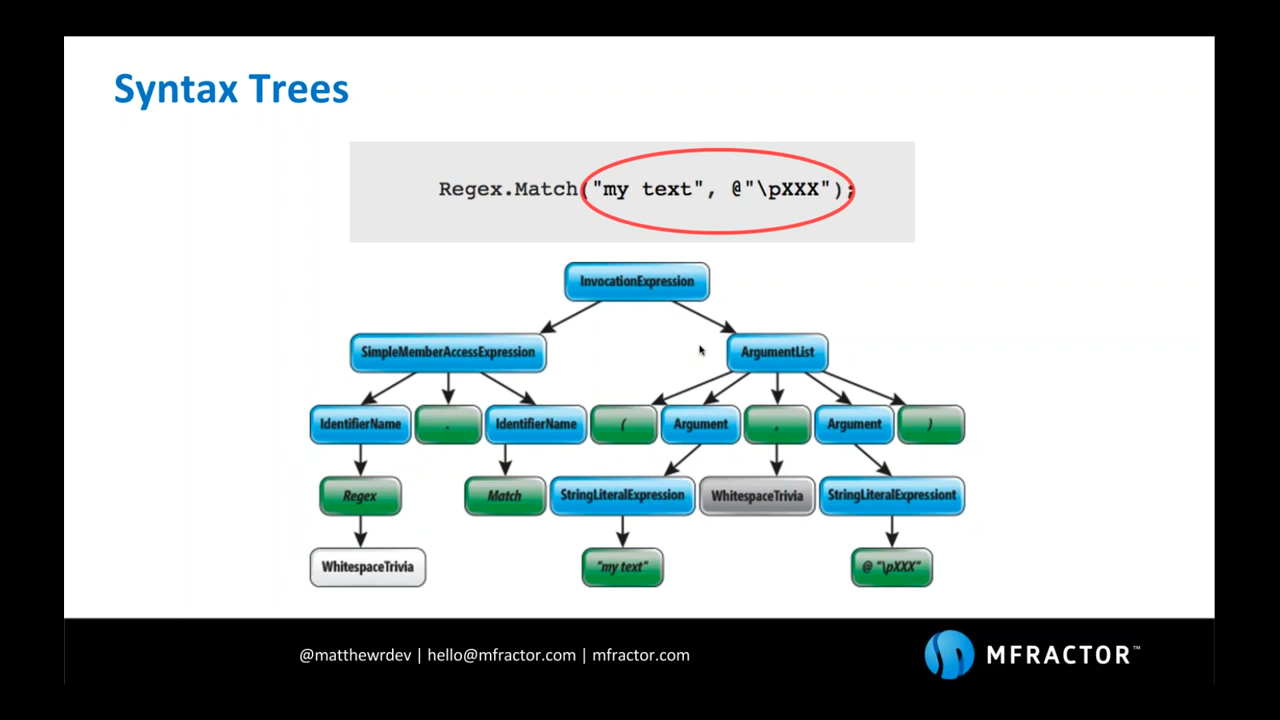 Syntax Trees
Regex.Match("my text", @"\pXXX");
InvocationExpression
SimpleMemberAccessExpression
ArgumentList
IdentifierName
.
IdentifierName
(
Argument
,
Argument
)
Regex
Match
StringLiteralExpression
WhitespaceTrivia
StringLiteralExpressiont
WhitespaceTrivia
"my text"
@ "\pXXX"
@matthewrdev | hello@mfractor.com | mfractor.com
MFRACTOR™